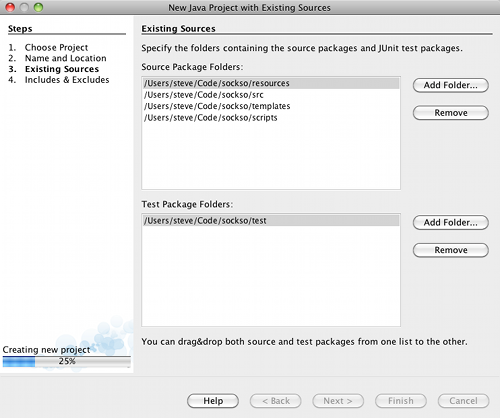 New Java Project with Existing Sources
Steps
1. Choose Project
2. Name and Location
3. Existing Sources
4. Includes & Excludes
Existing Sources
Specify the folders containing the source packages and JUnit test packages.
Source Package Folders:
/Users/steve/Code/sockso/resources
/Users/steve/Code/sockso/src
/Users/steve/Code/sockso/templates
/Users/steve/Code/sockso/scripts
Add Folder...
Remove
Test Package Folders:
/Users/steve/Code/sockso/test
Add Folder...
Remove
You can drag&drop both source and test packages from one list to the other.
Creating new project
25%
Help
< Back
Next >
Finish
Cancel